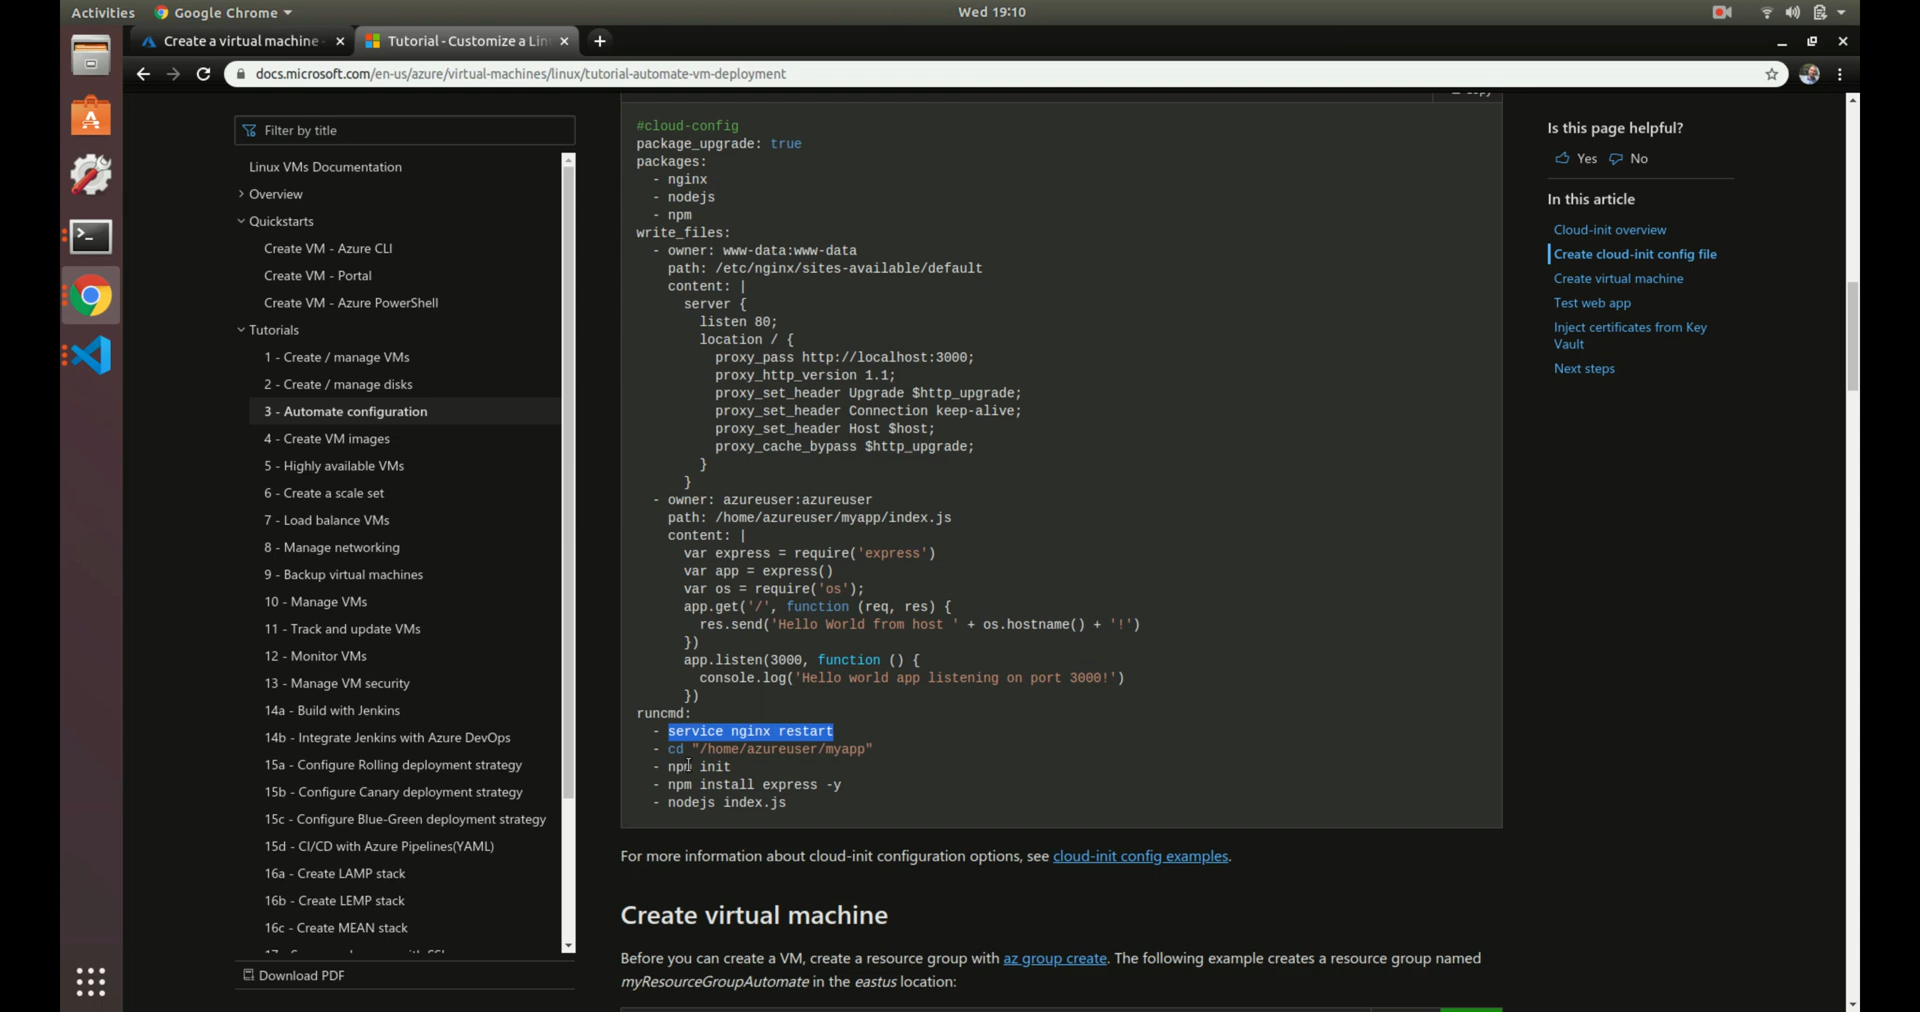 Activities
Google Chrome
Wed 19:10
Create a virtual machine
Tutorial - Customize a Lin
docs.microsoft.com/en-us/azure/virtual-machines/linux/tutorial-automate-vm-deployment
Filter by title
Linux VMs Documentation
Overview
Quickstarts
Create VM - Azure CLI
Create VM - Portal
Create VM - Azure PowerShell
Tutorials
1 - Create / manage VMs
2 - Create / manage disks
3 - Automate configuration
4 - Create VM images
5 - Highly available VMs
6 - Create a scale set
7 - Load balance VMs
8 - Manage networking
9 - Backup virtual machines
10 - Manage VMs
11 - Track and update VMs
12 - Monitor VMs
13 - Manage VM security
14a - Build with Jenkins
14b - Integrate Jenkins with Azure DevOps
15a - Configure Rolling deployment strategy
15b - Configure Canary deployment strategy
15c - Configure Blue-Green deployment strategy
15d - CI/CD with Azure Pipelines(YAML)
16a - Create LAMP stack
16b - Create LEMP stack
16c - Create MEAN stack
Download PDF
Copy
#cloud-config
package_upgrade: true
packages:
- nginx
- nodejs
- npm
write_files:
- owner: www-data:www-data
path: /etc/nginx/sites-available/default
content: |
server {
listen 80;
location / {
proxy_pass http://localhost:3000;
proxy_http_version 1.1;
proxy_set_header Upgrade $http_upgrade;
proxy_set_header Connection keep-alive;
proxy_set_header Host $host;
proxy_cache_bypass $http_upgrade;
}
}
- owner: azureuser:azureuser
path: /home/azureuser/myapp/index.js
content: |
var express = require('express')
var app = express()
var os = require('os');
app.get('/', function (req, res) {
res.send('Hello World from host ' + os.hostname() + '!')
})
app.listen(3000, function () {
console.log('Hello world app listening on port 3000!')
})
runcmd:
- service nginx restart
- cd "/home/azureuser/myapp"
- npm init
- npm install express -y
- nodejs index.js
For more information about cloud-init configuration options, see cloud-init config examples.
Create virtual machine
Before you can create a VM, create a resource group with az group create. The following example creates a resource group named
myResourceGroupAutomate in the eastus location:
Is this page helpful?
Yes No
In this article
Cloud-init overview
Create cloud-init config file
Create virtual machine
Test web app
Inject certificates from Key
Vault
Next steps